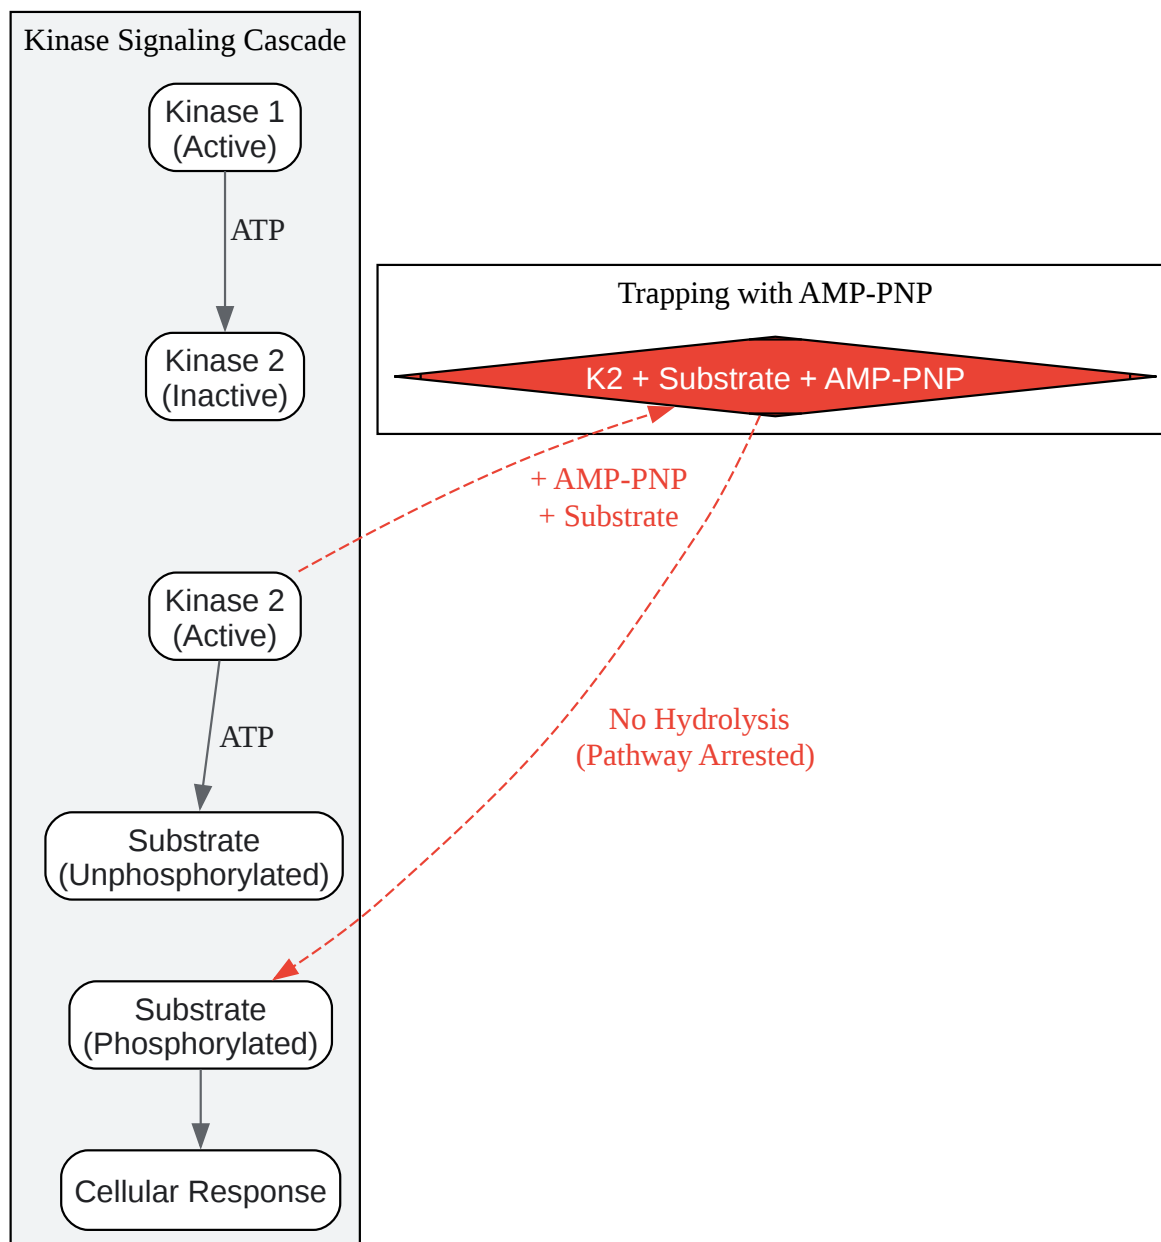 Kinase Signaling Cascade
Kinase 1
(Active)
ATP
Trapping with AMP-PNP
Kinase 2
(Inactive)
K2 + Substrate + AMP-PNP
+ AMP-PNP
+ Substrate
Kinase 2
(Active)
ATP
No Hydrolysis
(Pathway Arrested)
Substrate
(Unphosphorylated)
Substrate
(Phosphorylated)
Cellular Response